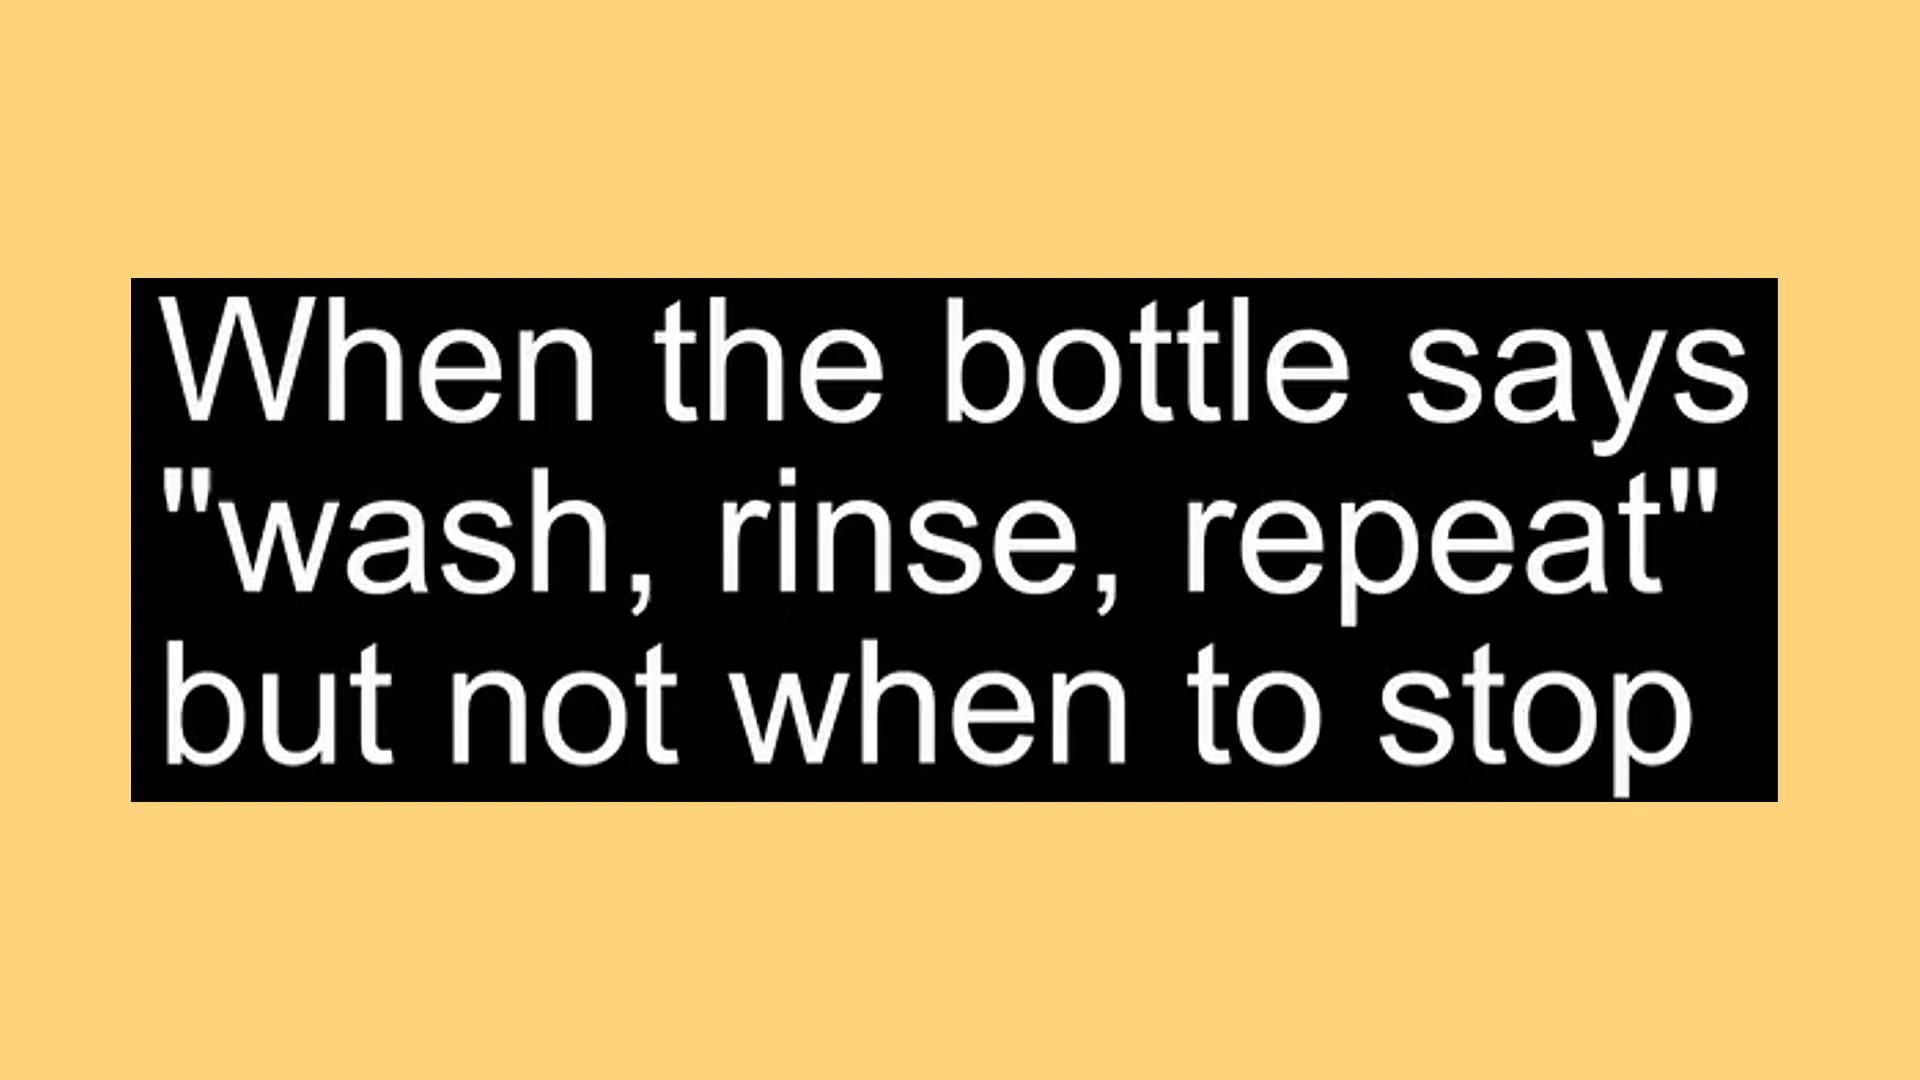 When the bottle says
"wash, rinse, repeat"
but not when to stop